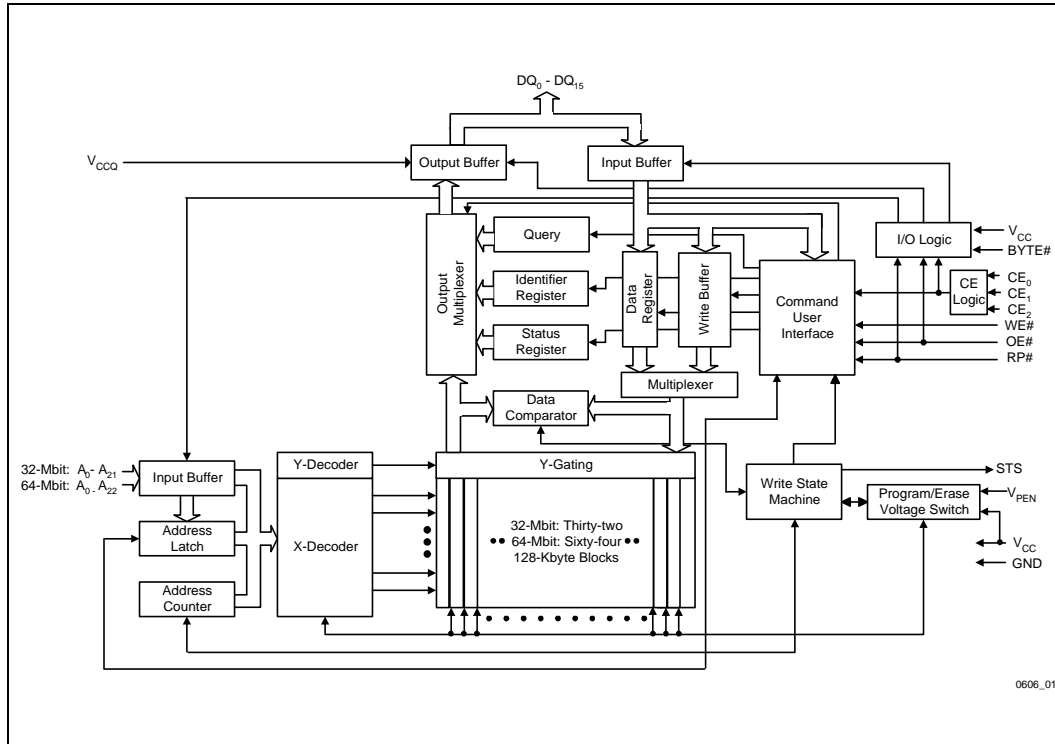 DQ0 - DQ15
VCCQ
Output Buffer
Input Buffer
Output
Multiplexer
Query
Identifier
Register
Status
Register
Data
Register
Write Buffer
Command
User
Interface
I/O Logic
VCC
BYTE#
CE
Logic
CE0
CE1
CE2
WE#
OE#
RP#
Multiplexer
Data
Comparator
32-Mbit: A0- A21
64-Mbit: A0 - A22
Input Buffer
Y-Decoder
Y-Gating
Address
Latch
X-Decoder
32-Mbit: Thirty-two
64-Mbit: Sixty-four
128-Kbyte Blocks
Write State
Machine
STS
Program/Erase
Voltage Switch
VPEN
VCC
GND
Address
Counter
0606_01